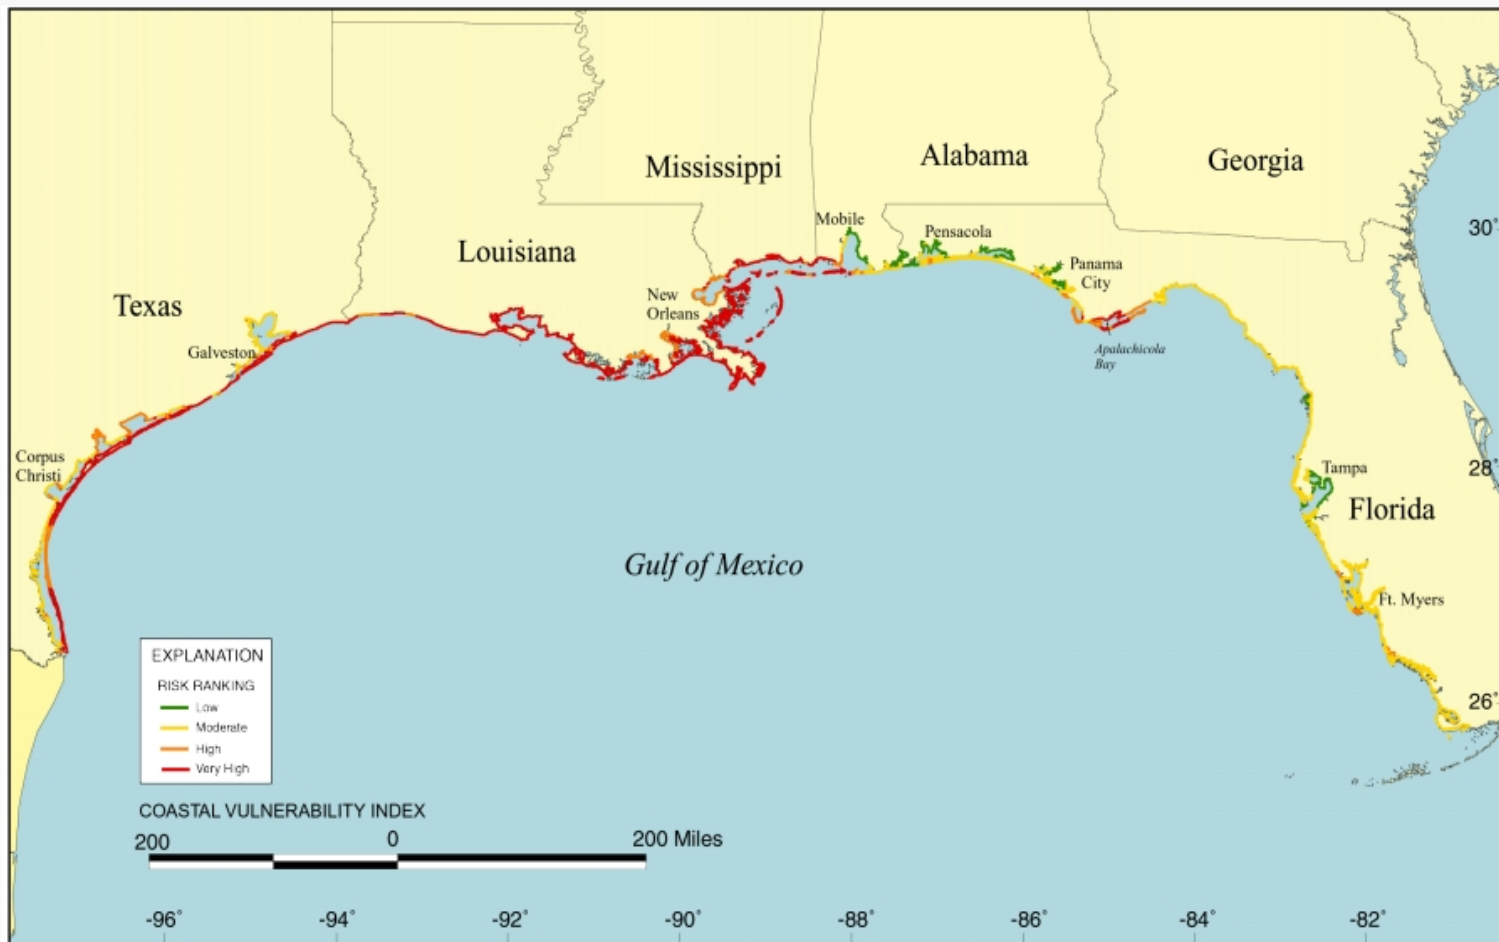 Mississippi
Alabama
Georgia
Mobile
Pensacola
30°
Louisiana
Panama
City
New
Orleans
Texas
Galveston
Apalachicola
Bay
Corpus
Christi
28°
Tampa
Florida
Gulf of Mexico
Ft. Myers
EXPLANATION
RISK RANKING
Low
Moderate
High
Very High
26°
COASTAL VULNERABILITY INDEX
200 0 200 Miles
-96° -94° -92° -90° -88° -86° -84° -82°